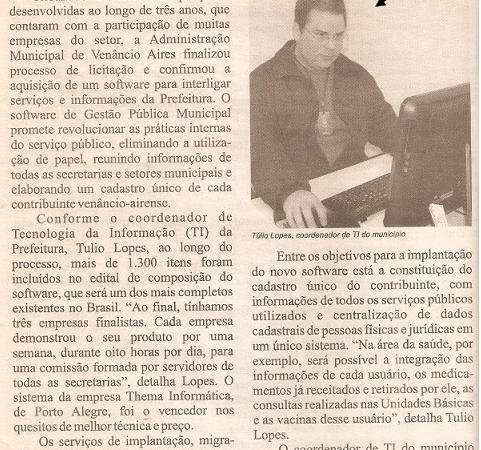 desenvolvidas ao longo de três anos, que
contaram com a participação de muitas
empresas do setor, a Administração
Municipal de Venâncio Aires finalizou
processo de licitação e confirmou a
aquisição de um software para interligar
serviços e informações da Prefeitura. O
software de Gestão Pública Municipal
promete revolucionar as práticas internas
do serviço público, eliminando a utiliza-
ção de papel, reunindo informações de
todas as secretarias e setores municipais e
elaborando um cadastro único de cada
contribuinte venâncio-airense.
Conforme o coordenador de
Tecnologia da Informação (TI) da
Prefeitura, Tulio Lopes, ao longo do
processo, mais de 1.300 itens foram
incluídos no edital de composição do
software, que será um dos mais completos
existentes no Brasil. “Ao final, tínhamos
três empresas finalistas. Cada empresa
demonstrou o seu produto por uma
semana, durante oito horas por dia, para
uma comissão formada por servidores de
todas as secretarias”, detalha Lopes. O
sistema da empresa Thema Informática,
de Porto Alegre, foi o vencedor nos
quesitos de melhor técnica e preço.
Os serviços de implantação, migra-
Túlio Lopes, coordenador de TI do município
Entre os objetivos para a implantação
do novo software está a constituição do
cadastro único do contribuinte, com
informações de todos os serviços públicos
utilizados e centralização de dados
cadastrais de pessoas físicas e jurídicas em
um único sistema. “Na área da saúde, por
exemplo, será possível a integração das
informações de cada usuário, os medica-
mentos já receitados e retirados por ele, as
consultas realizadas nas Unidades Básicas
e as vacinas desse usuário”, detalha Tulio
Lopes.
O coordenador de TI do município